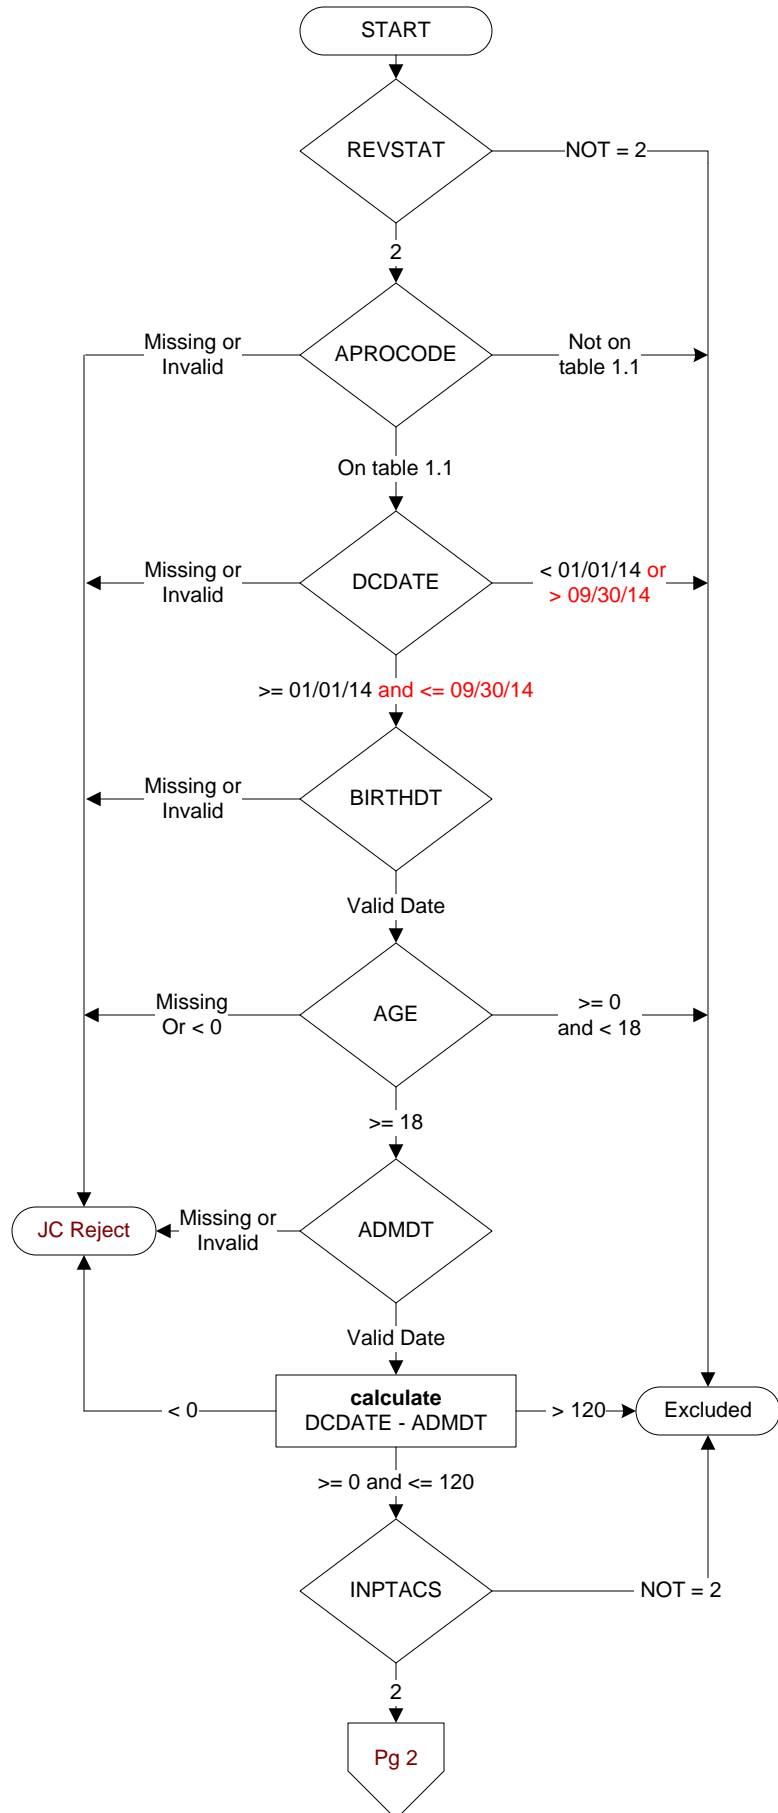 START
REVSTAT
NOT = 2
2
Missing or
Invalid
APROCODE
Not on
table 1.1
On table 1.1
Missing or
Invalid
DCDATE
< 01/01/14 or
> 09/30/14
>= 01/01/14 and <= 09/30/14
Missing or
Invalid
BIRTHDT
Valid Date
Missing
Or < 0
AGE
>= 0
and < 18
>= 18
JC Reject
Missing or
Invalid
ADMDT
Valid Date
< 0
calculate
DCDATE - ADMDT
> 120
Excluded
>= 0 and <= 120
INPTACS
NOT = 2
2
Pg 2